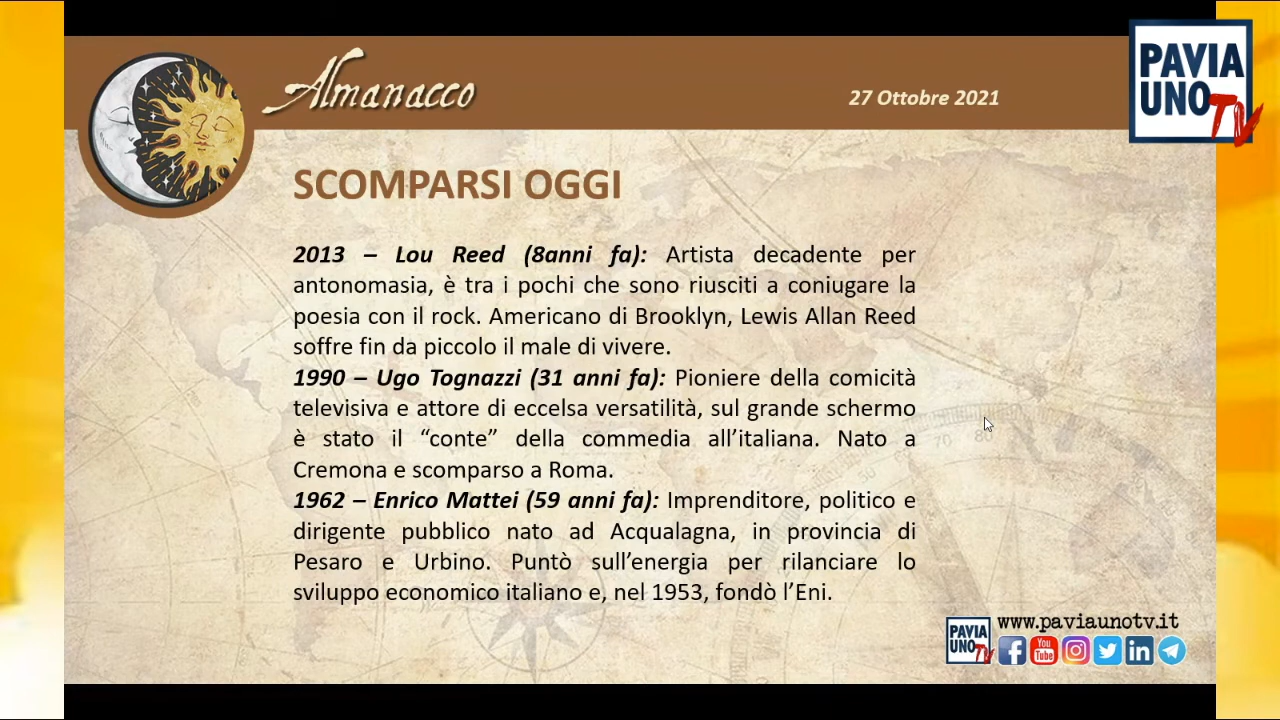 Almanacco
27 Ottobre 2021
PAVIA
UNO TV
SCOMPARSI OGGI
2013 – Lou Reed (8anni fa): Artista decadente per
antonomasia, è tra i pochi che sono riusciti a coniugare la
poesia con il rock. Americano di Brooklyn, Lewis Allan Reed
soffre fin da piccolo il male di vivere.
1990 – Ugo Tognazzi (31 anni fa): Pioniere della comicità
televisiva e attore di eccelsa versatilità, sul grande schermo
è stato il “conte” della commedia all’italiana. Nato a
Cremona e scomparso a Roma.
1962 – Enrico Mattei (59 anni fa): Imprenditore, politico e
dirigente pubblico nato ad Acqualagna, in provincia di
Pesaro e Urbino. Puntò sull’energia per rilanciare lo
sviluppo economico italiano e, nel 1953, fondò l’Eni.
70 80
www.paviaunotv.it
PAVIA
UNO TV
You
Tube